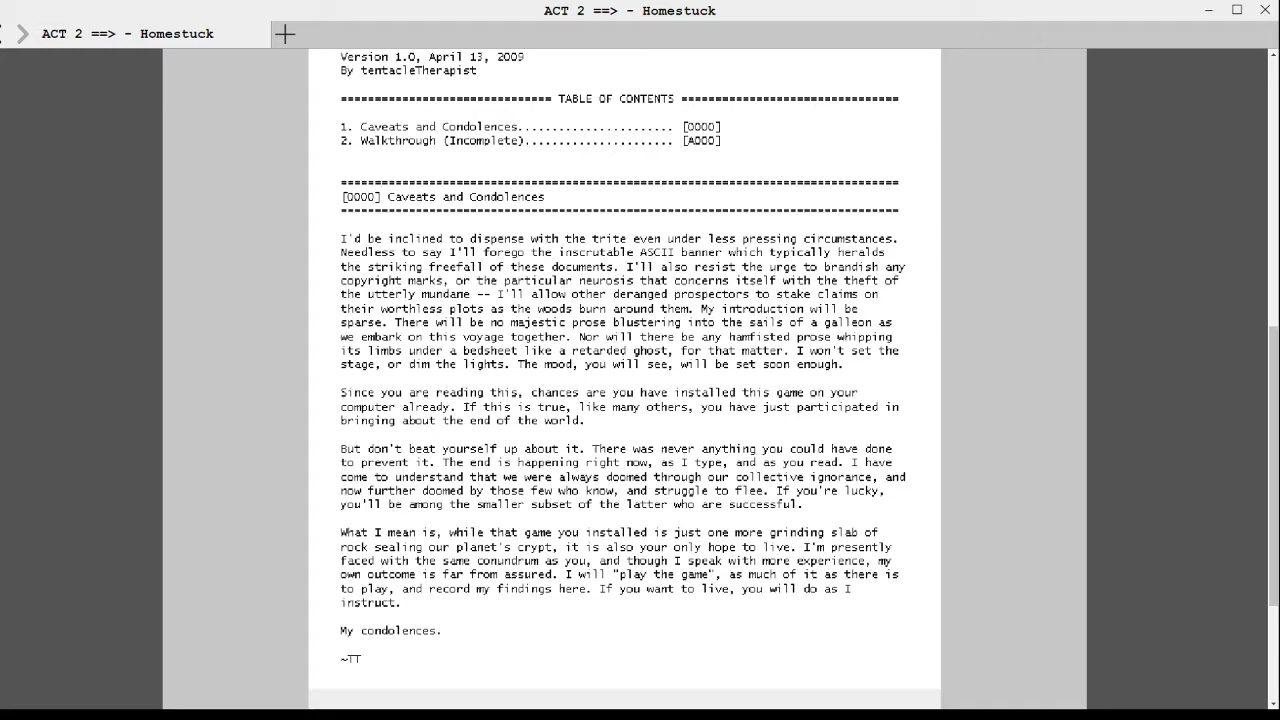 ACT 2 ==> - Homestuck
ACT 2 ==> - Homestuck
Version 1.0, April 13, 2009
By tentacleTherapist
============================== TABLE OF CONTENTS ===============================
1. Caveats and Condolences....................... [0000]
2. Walkthrough (Incomplete)...................... [A000]
==================================================================================
[0000] Caveats and Condolences
==================================================================================
I'd be inclined to dispense with the trite even under less pressing circumstances.
Needless to say I'll forego the inscrutable ASCII banner which typically heralds
the striking freefall of these documents. I'll also resist the urge to brandish any
copyright marks, or the particular neurosis that concerns itself with the theft of
the utterly mundane -- I'll allow other deranged prospectors to stake claims on
their worthless plots as the woods burn around them. My introduction will be
sparse. There will be no majestic prose blustering into the sails of a galleon as
we embark on this voyage together. Nor will there be any hamfisted prose whipping
its limbs under a bedsheet like a retarded ghost, for that matter. I won't set the
stage, or dim the lights. The mood, you will see, will be set soon enough.
Since you are reading this, chances are you have installed this game on your
computer already. If this is true, like many others, you have just participated in
bringing about the end of the world.
But don't beat yourself up about it. There was never anything you could have done
to prevent it. The end is happening right now, as I type, and as you read. I have
come to understand that we were always doomed through our collective ignorance, and
now further doomed by those few who know, and struggle to flee. If you're lucky,
you'll be among the smaller subset of the latter who are successful.
What I mean is, while that game you installed is just one more grinding slab of
rock sealing our planet's crypt, it is also your only hope to live. I'm presently
faced with the same conundrum as you, and though I speak with more experience, my
own outcome is far from assured. I will "play the game", as much of it as there is
to play, and record my findings here. If you want to live, you will do as I
instruct.
My condolences.
~TT